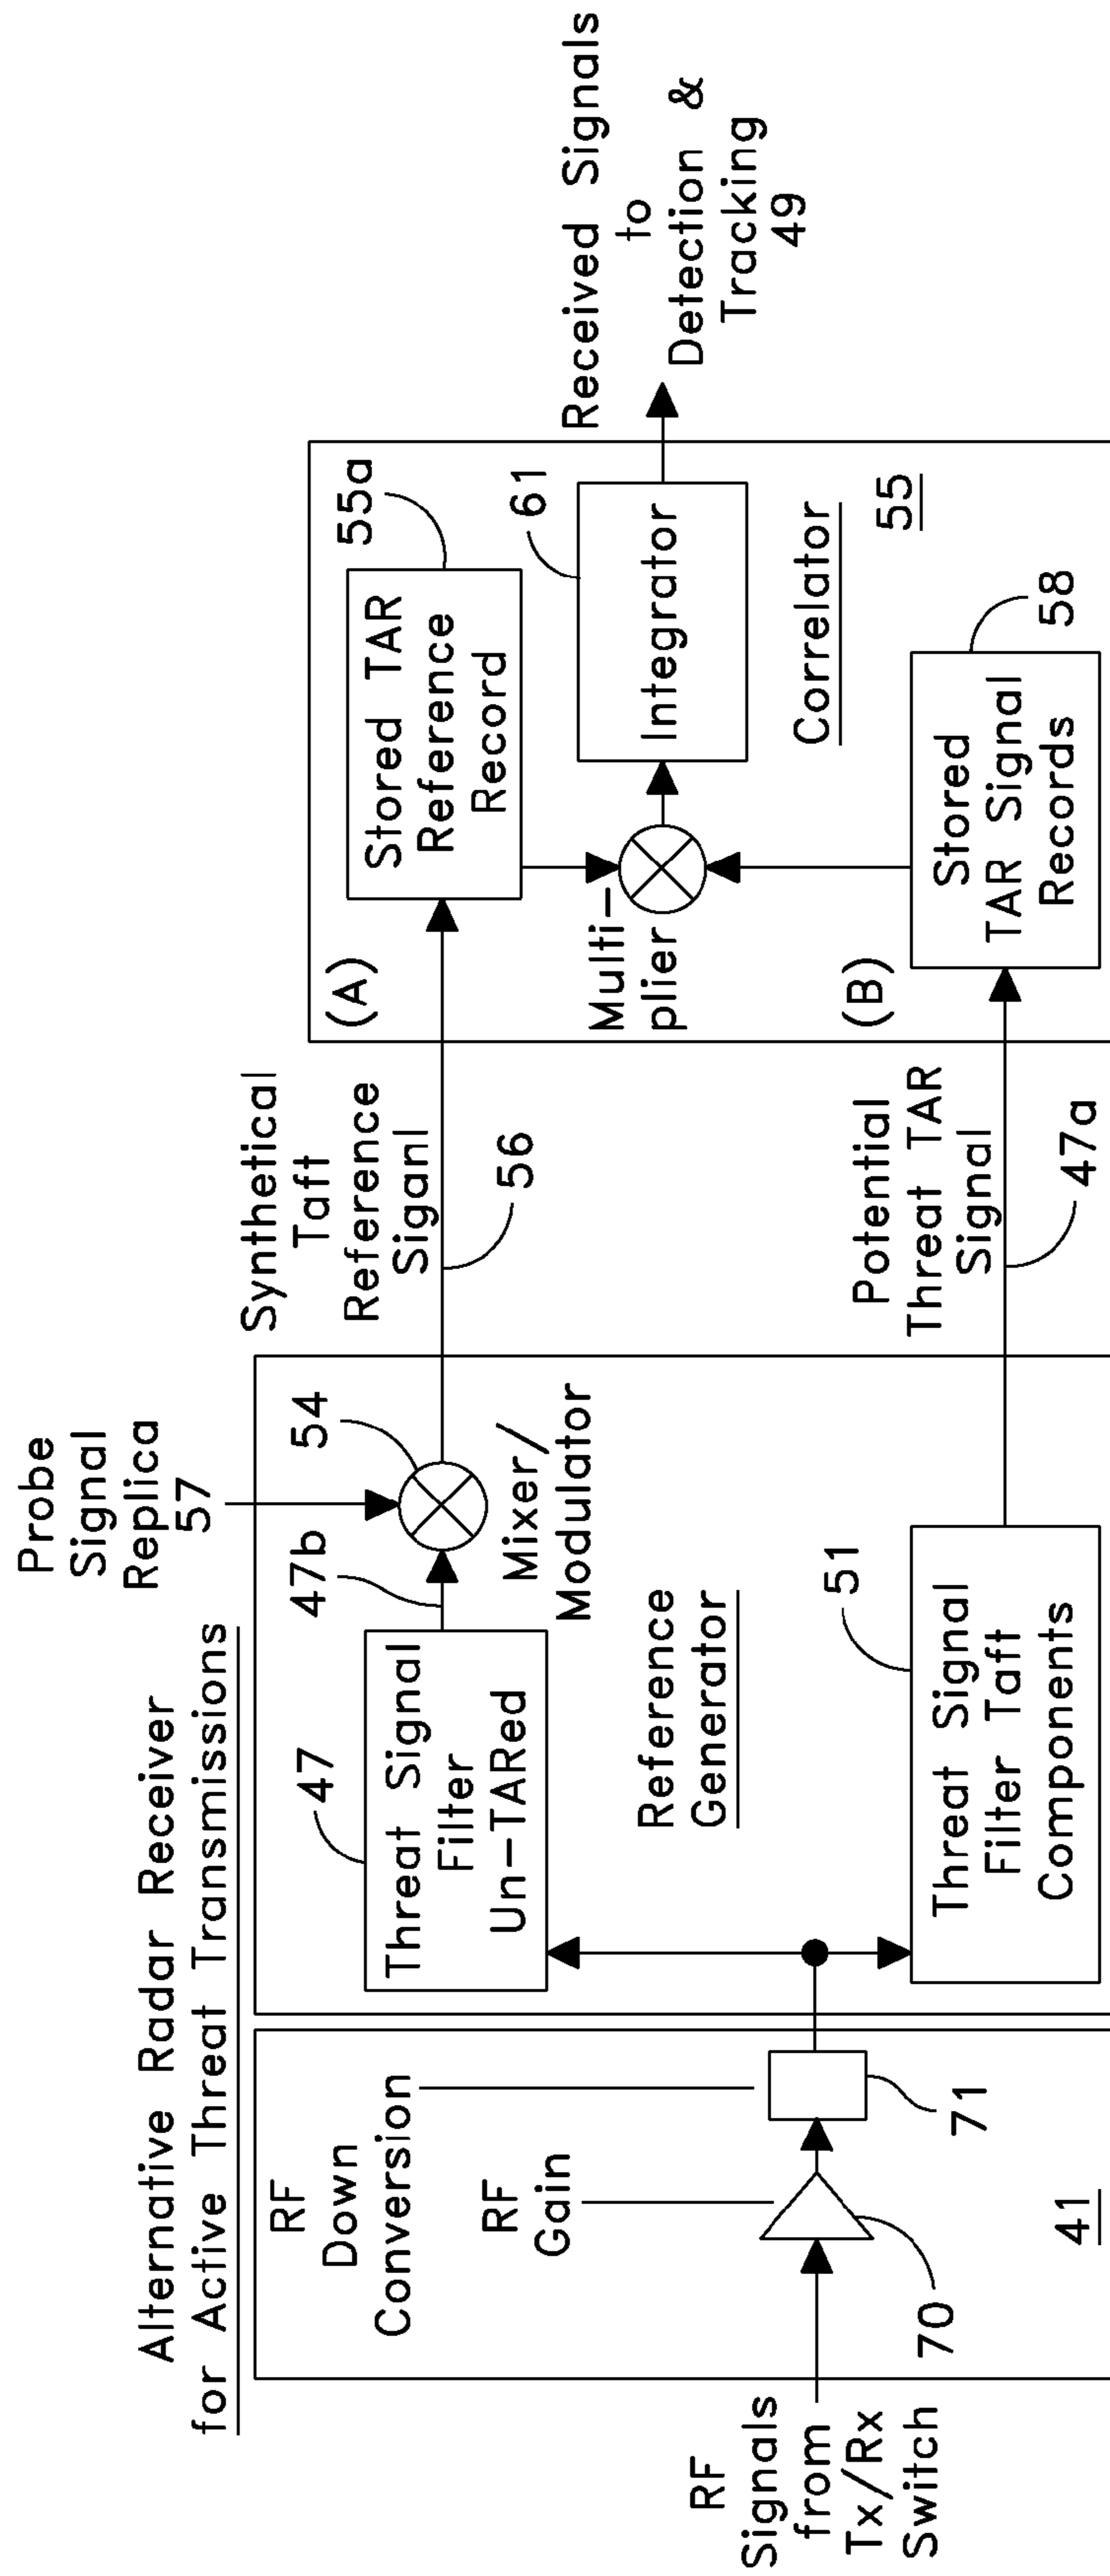 Alternative Radar Receiver
for Active Threat Transmissions
RF
Signals
from
Tx/Rx
Switch
RF
Down
Conversion
RF
Gain
70
71
41
47
Threat Signal
Filter
Un-TARed
47b
Probe
Signal
Replica
57
54
Mixer/
Modulator
Reference
Generator
51
Threat Signal
Filter Taft
Components
Synthetical
Taft
Reference
Siganl
56
Potential
Threat TAR
Signal
47a
(A)
55a
Stored TAR
Reference
Record
Multi-
plier
61
Integrator
Correlator
55
(B)
Stored
TAR Signal
Records
58
Received Signals
to
Detection &
Tracking
49